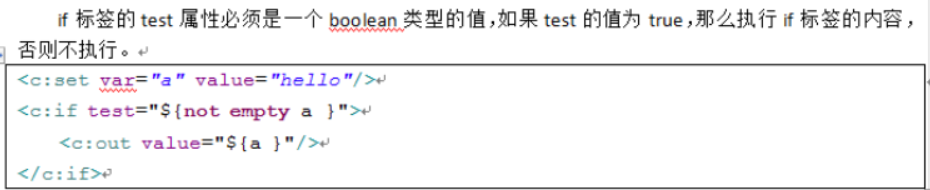 if 标签的 test 属性必须是一个 boolean 类型的值，如果 test 的值为 true，那么执行 if 标签的内容，
否则不执行。
<c:set var="a" value="hello"/>
<c:if test="${not empty a }">
<c:out value="${a }"/>
</c:if>